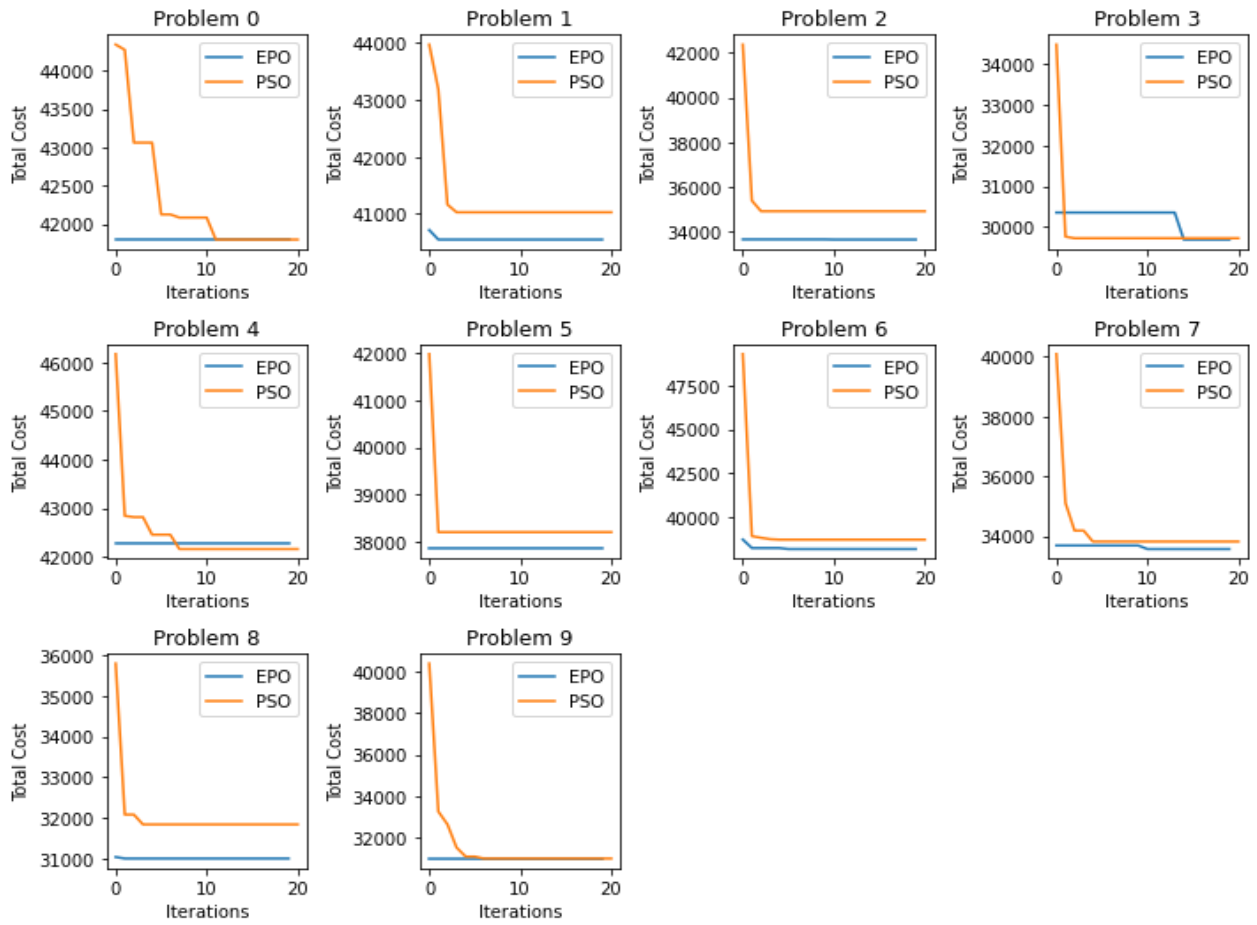 Problem 0
Total Cost
44000
43500
43000
42500
42000
0
10
20
Iterations
EPO
PSO
Problem 1
Total Cost
44000
43000
42000
41000
0
10
20
Iterations
EPO
PSO
Problem 2
Total Cost
42000
40000
38000
36000
34000
0
10
20
Iterations
EPO
PSO
Problem 3
Total Cost
34000
33000
32000
31000
30000
0
10
20
Iterations
EPO
PSO
Problem 4
Total Cost
46000
45000
44000
43000
42000
0
10
20
Iterations
EPO
PSO
Problem 5
Total Cost
42000
41000
40000
39000
38000
0
10
20
Iterations
EPO
PSO
Problem 6
Total Cost
47500
45000
42500
40000
0
10
20
Iterations
EPO
PSO
Problem 7
Total Cost
40000
38000
36000
34000
0
10
20
Iterations
EPO
PSO
Problem 8
Total Cost
36000
35000
34000
33000
32000
31000
0
10
20
Iterations
EPO
PSO
Problem 9
Total Cost
40000
38000
36000
34000
32000
0
10
20
Iterations
EPO
PSO